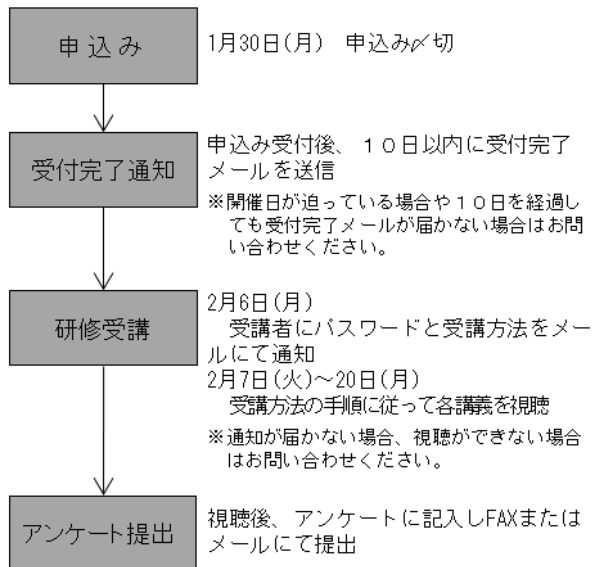 申込み
1月30日(月)　申込み〆切
受付完了通知
申込み受付後、１０日以内に受付完了
メールを送信
※開催日が迫っている場合や１０日を経過し
ても受付完了メールが届かない場合はお問
い合わせください。
研修受講
2月6日(月)
受講者にパスワードと受講方法をメー
ルにて通知
2月7日(火)～20日(月)
受講方法の手順に従って各講義を視聴
※通知が届かない場合、視聴ができない場合
はお問い合わせください。
アンケート提出
視聴後、アンケートに記入しFAXまたは
メールにて提出